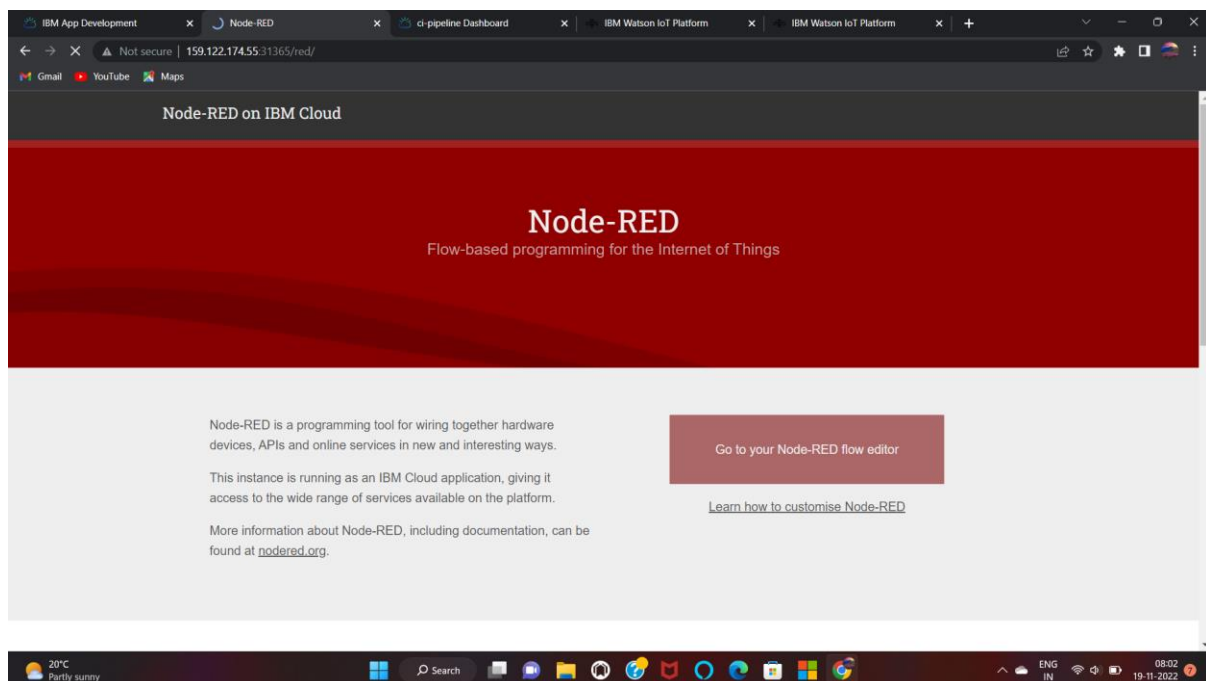 IBM App Development
Node-RED
ci-pipeline Dashboard
IBM Watson IoT Platform
IBM Watson IoT Platform
Not secure | 159.122.174.55:31365/red/
Gmail
YouTube
Maps
Node-RED on IBM Cloud
Node-RED
Flow-based programming for the Internet of Things
Node-RED is a programming tool for wiring together hardware
devices, APIs and online services in new and interesting ways.
This instance is running as an IBM Cloud application, giving it
access to the wide range of services available on the platform.
More information about Node-RED, including documentation, can be
found at nodered.org.
Go to your Node-RED flow editor
Learn how to customise Node-RED
20°C
Partly sunny
Search
ENG
IN
08:02
19-11-2022
7